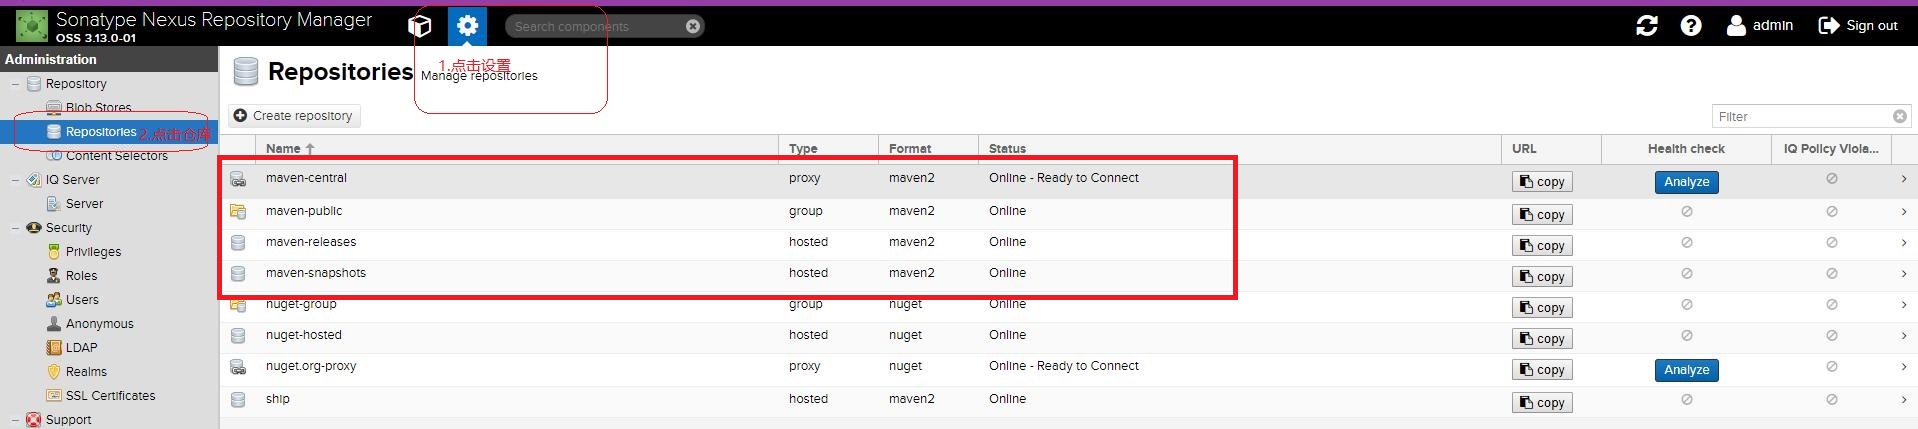 Sonatype Nexus Repository Manager
OSS 3.13.0-01
Search components
admin
Sign out
Administration
Repository
Blob Stores
Repositories
2.点击仓库
Content Selectors
IQ Server
Server
Security
Privileges
Roles
Users
Anonymous
LDAP
Realms
SSL Certificates
Support
Repositories
1.点击设置
Manage repositories
Create repository
Filter
Name Type Format Status URL Health check IQ Policy Viola...
maven-central proxy maven2 Online - Ready to Connect copy Analyze
maven-public group maven2 Online copy
maven-releases hosted maven2 Online copy
maven-snapshots hosted maven2 Online copy
nuget-group group nuget Online copy
nuget-hosted hosted nuget Online copy
nuget.org-proxy proxy nuget Online - Ready to Connect copy Analyze
ship hosted maven2 Online copy